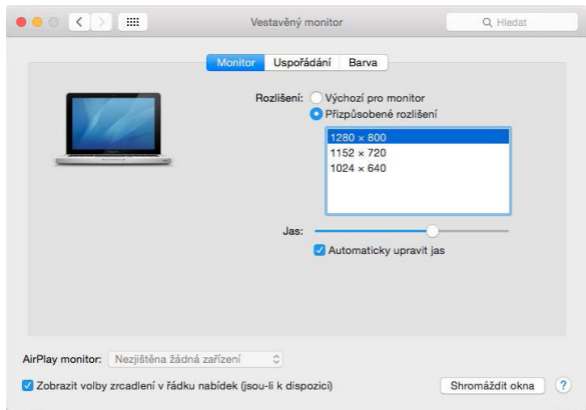 Vestavěný monitor
Hledat
Monitor Uspořádání Barva
Rozlišení: Výchozí pro monitor
Přizpůsobené rozlišení
1280 × 800
1152 × 720
1024 × 640
Jas:
Automaticky upravit jas
AirPlay monitor: Nezjištěna žádná zařízení
Zobrazit volby zrcadlení v řádku nabídek (jsou-li k dispozici) Shromáždit okna ?